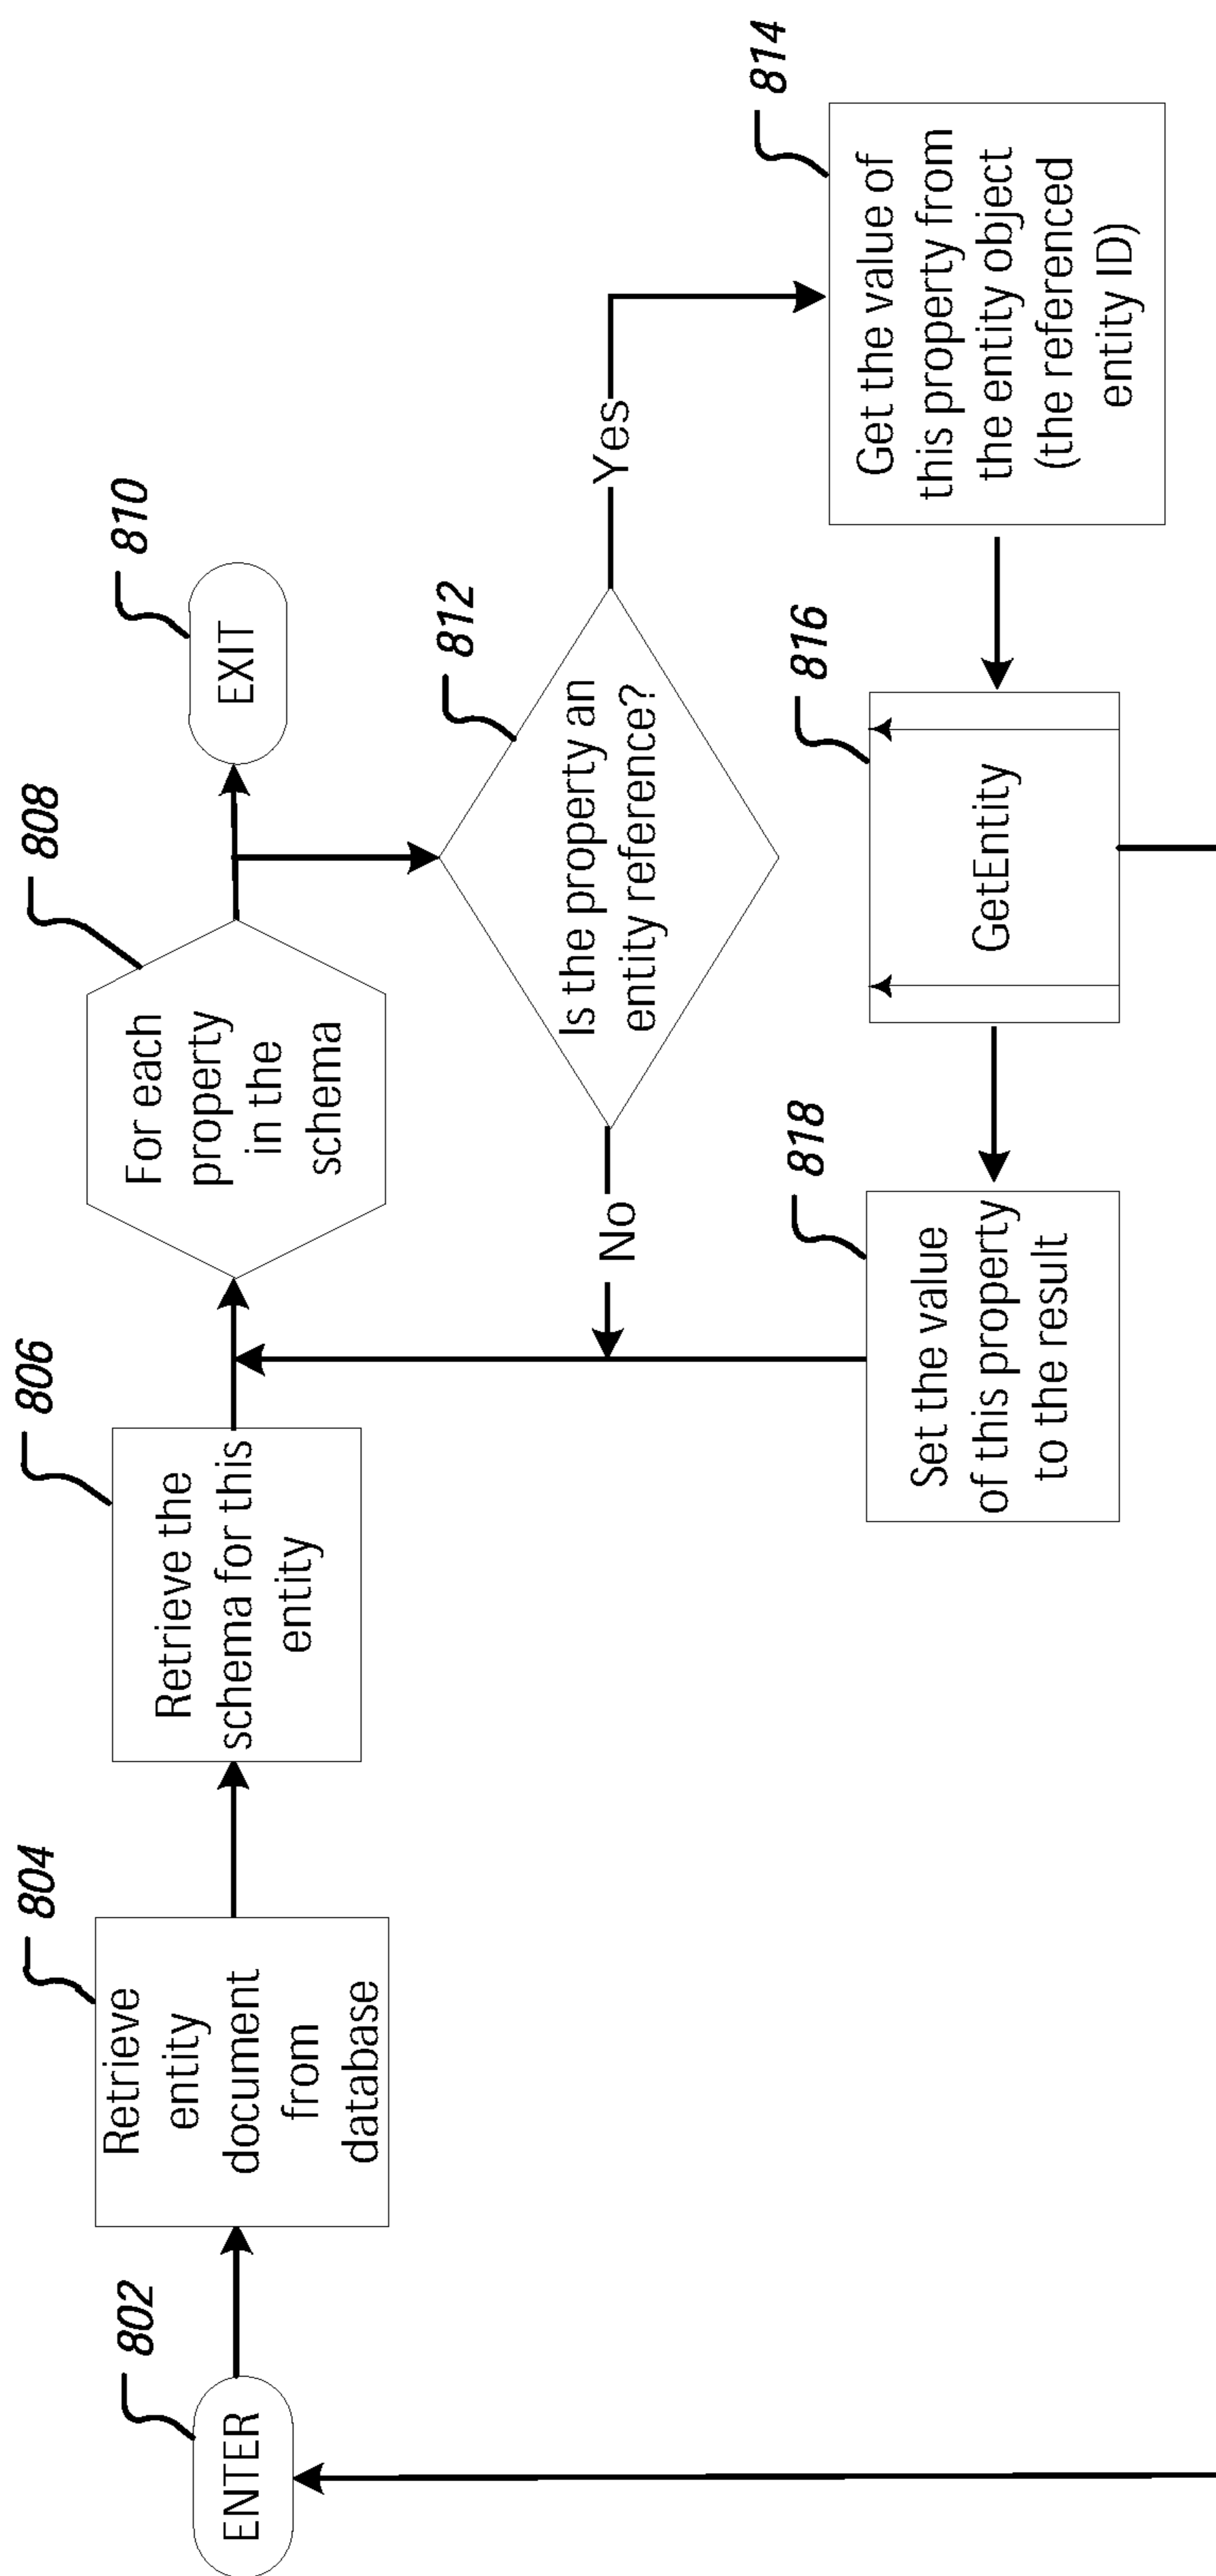 802
ENTER
804
Retrieve
entity
document
from
database
806
Retrieve the
schema for this
entity
808
For each
property
in the
schema
810
EXIT
812
Is the property an
entity reference?
Yes
No
814
Get the value of
this property from
the entity object
(the referenced
entity ID)
816
GetEntity
818
Set the value
of this property
to the result